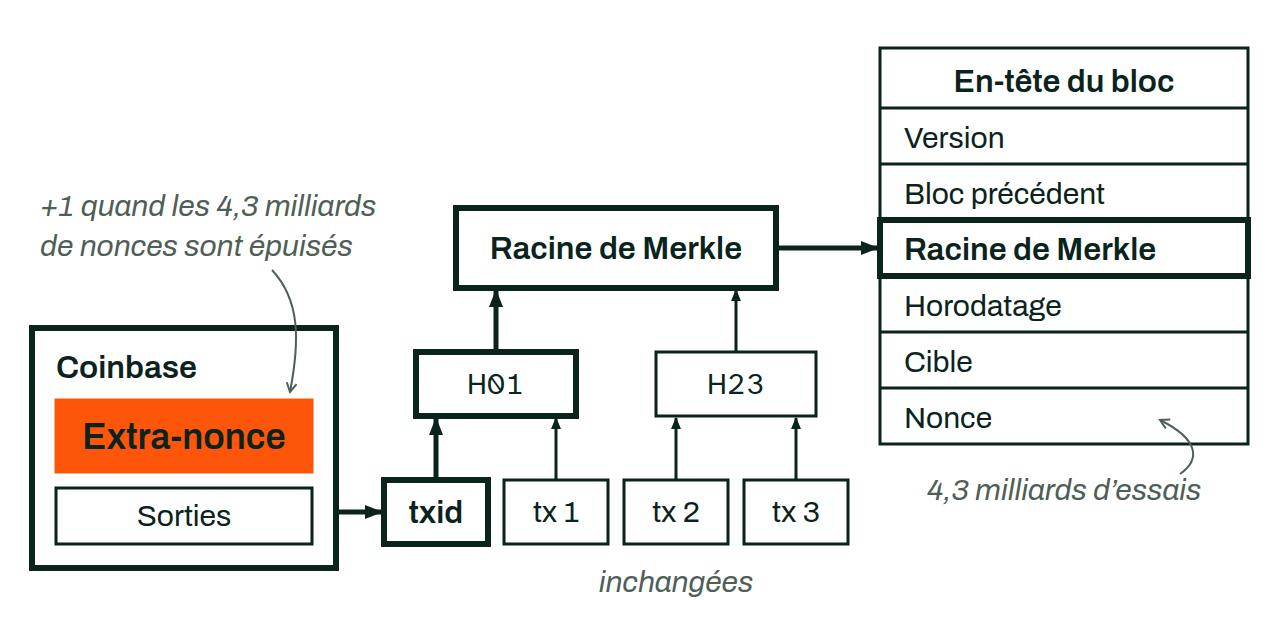 En-tête du bloc
Version
Bloc précédent
Racine de Merkle
Horodatage
Cible
Nonce
4,3 milliards d’essais
+1 quand les 4,3 milliards
de nonces sont épuisés
Racine de Merkle
Coinbase
Extra-nonce
Sorties
H01
H23
txid
tx 1
tx 2
tx 3
inchangées